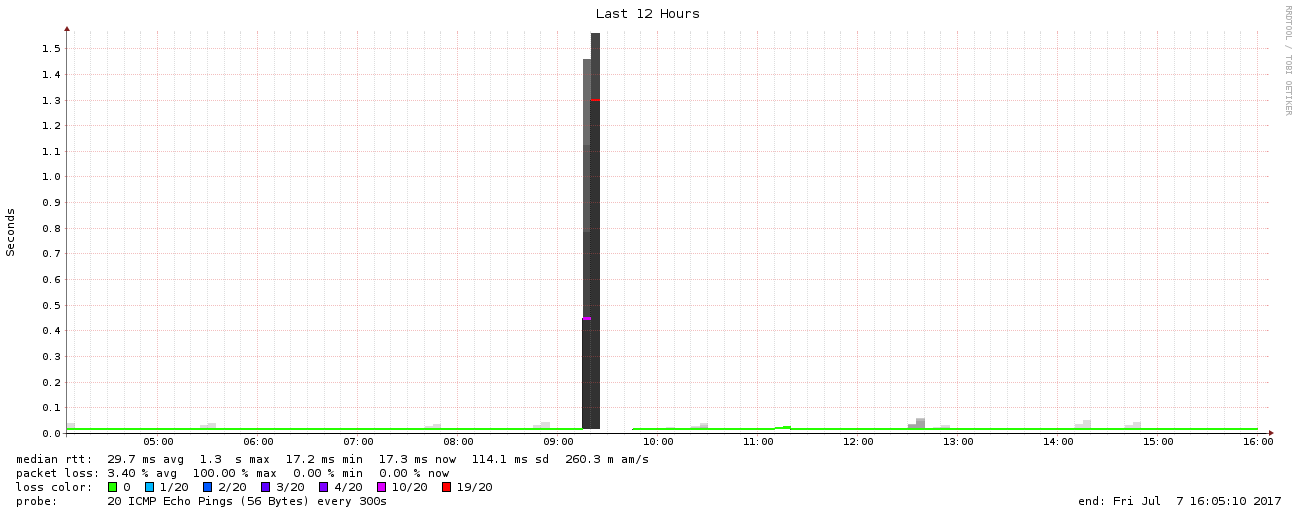 Last 12 Hours
RRDTOOL / TOBI OETIKER
Seconds
1.5
1.4
1.3
1.2
1.1
1.0
0.9
0.8
0.7
0.6
0.5
0.4
0.3
0.2
0.1
0.0
05:00 06:00 07:00 08:00 09:00 10:00 11:00 12:00 13:00 14:00 15:00 16:00
median rtt: 29.7 ms avg 1.3 s max 17.2 ms min 17.3 ms now 114.1 ms sd 260.3 m am/s
packet loss: 3.40 % avg 100.00 % max 0.00 % min 0.00 % now
loss color: 0 1/20 2/20 3/20 4/20 10/20 19/20
probe: 20 ICMP Echo Pings (56 Bytes) every 300s end: Fri Jul 7 16:05:10 2017